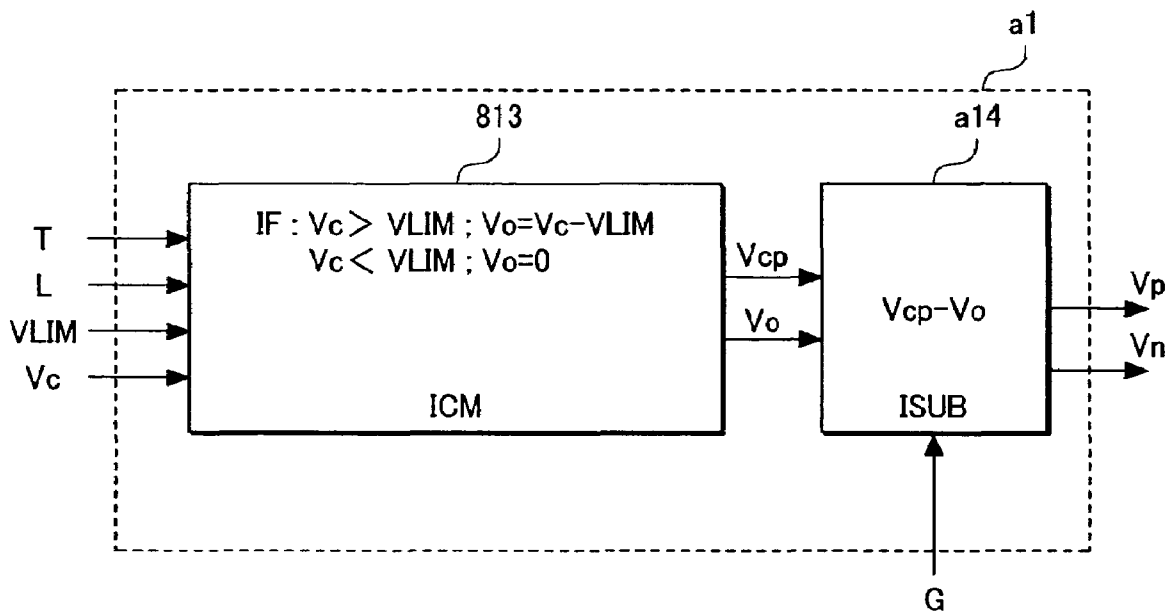 a1
813
a14
IF : Vc > VLIM ; Vo=Vc-VLIM
Vc < VLIM ; Vo=0
T
L
VLIM
Vc
ICM
Vcp
Vo
Vcp-Vo
ISUB
Vp
Vn
G